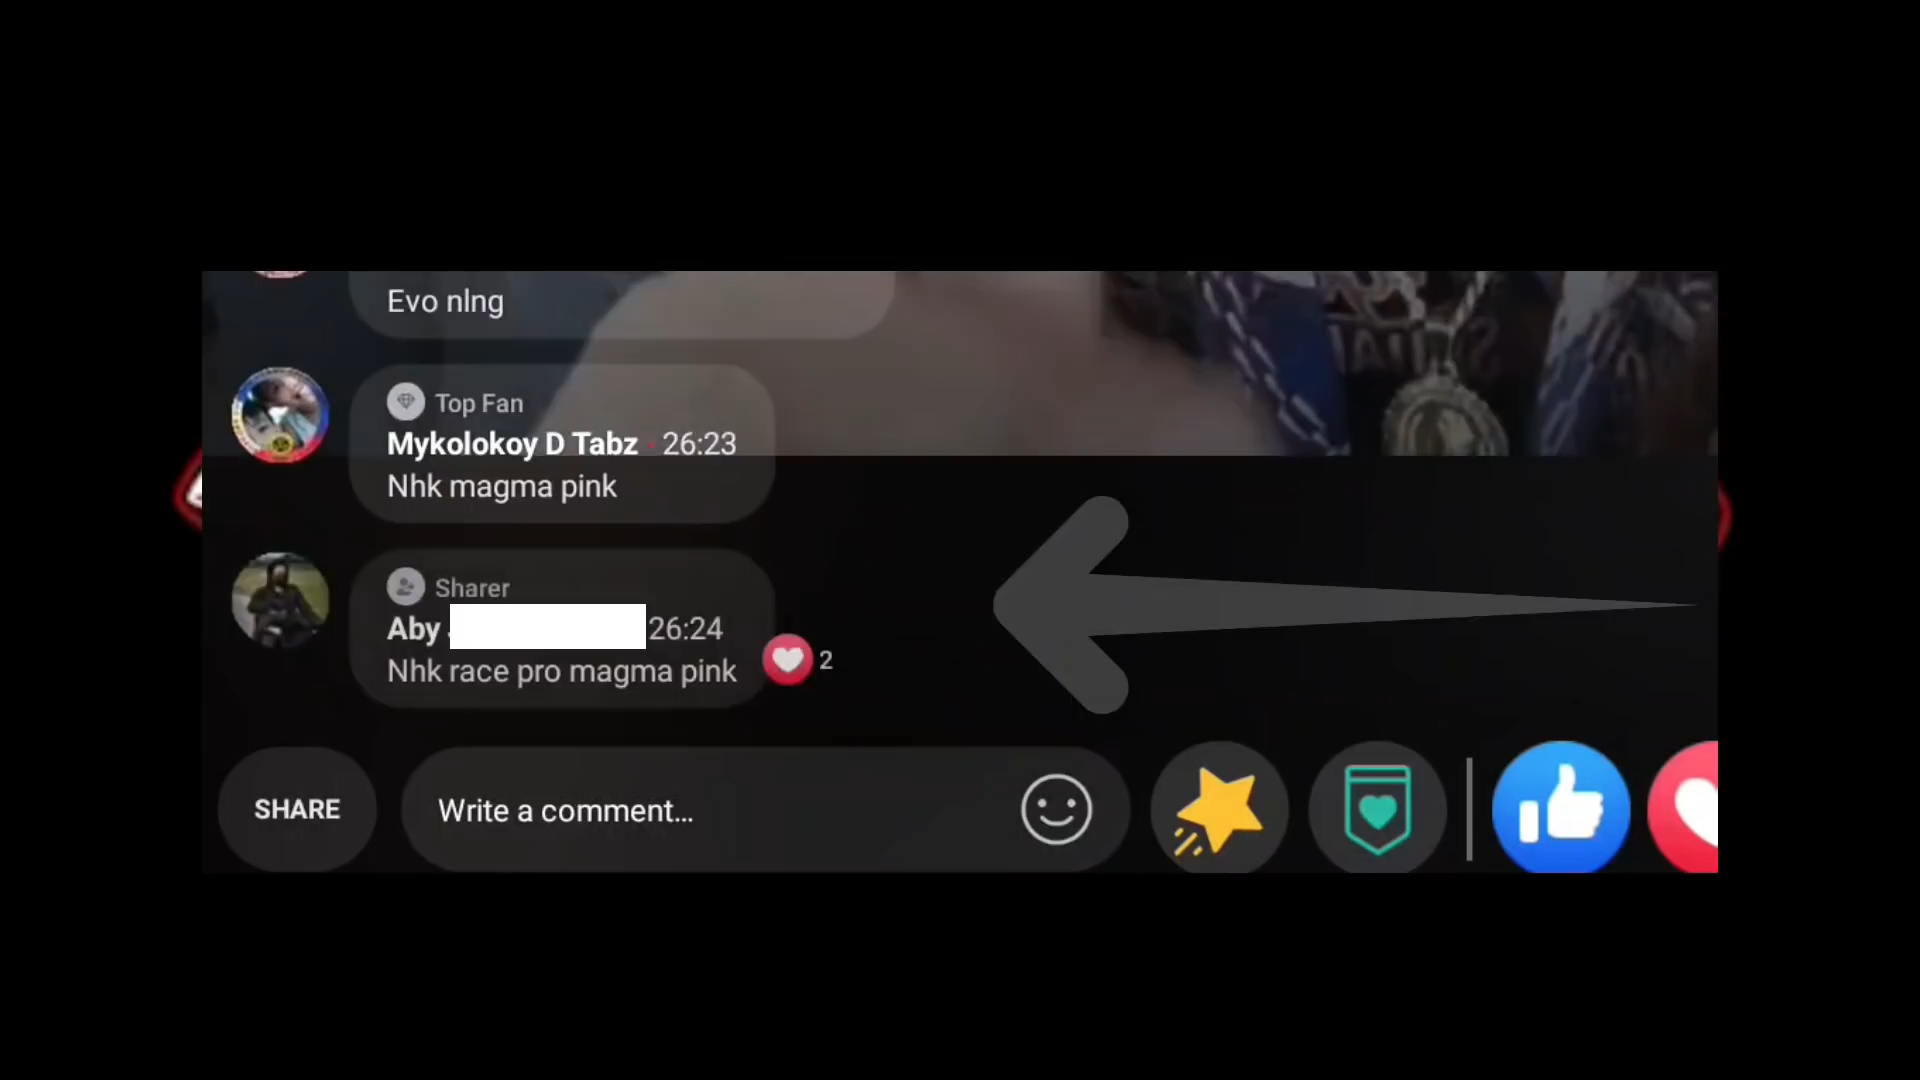 Evo nlng
Top Fan
Mykolokoy D Tabz · 26:23
Nhk magma pink
Sharer
Aby 26:24
Nhk race pro magma pink
2
SHARE
Write a comment...